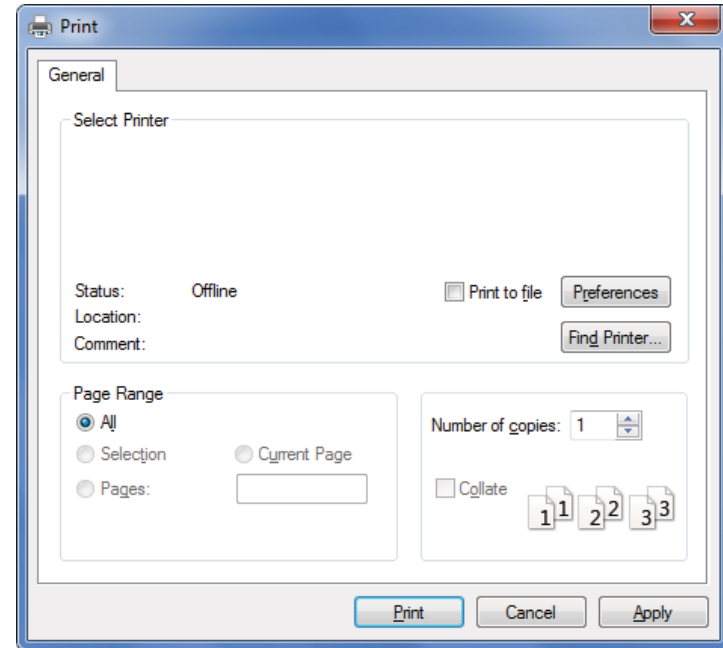 Print
General
Select Printer
Status: Offline
Print to file
Preferences
Location:
Comment:
Find Printer...
Page Range
All
Selection
Current Page
Pages:
Number of copies: 1
Collate
1 1 2 2 3 3
Print Cancel Apply